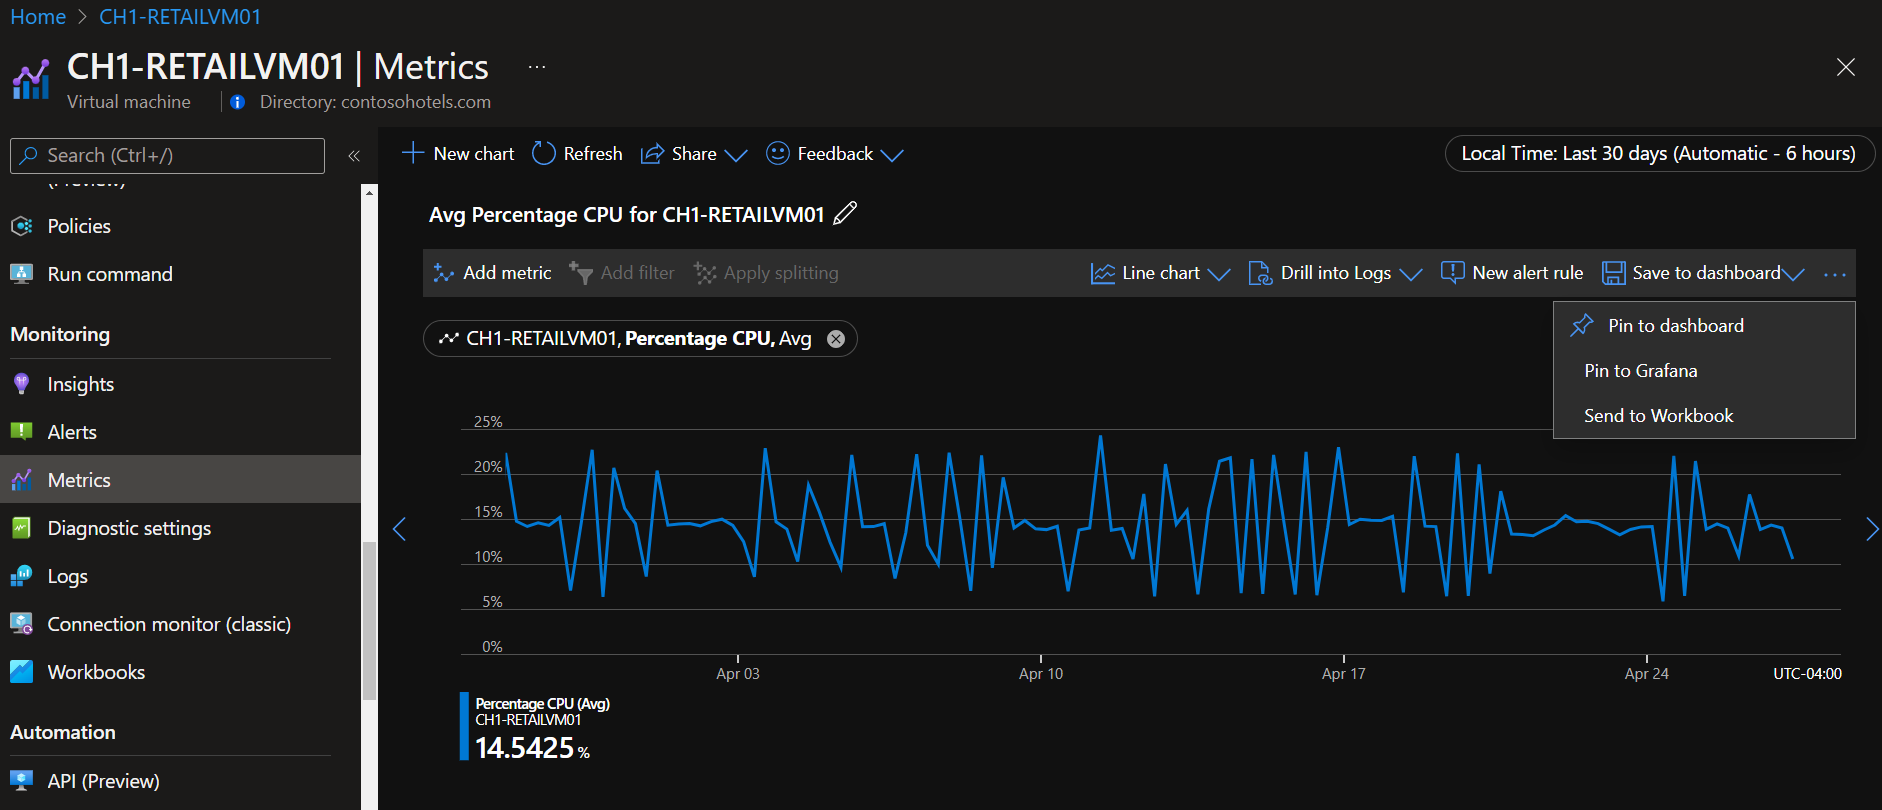 Home > CH1-RETAILVM01
CH1-RETAILVM01 | Metrics ...
Virtual machine
Directory: contosohotels.com
Search (Ctrl+/)
«
(Preview)
Policies
Run command
Monitoring
Insights
Alerts
Metrics
Diagnostic settings
Logs
Connection monitor (classic)
Workbooks
Automation
API (Preview)
New chart
Refresh
Share
Feedback
Local Time: Last 30 days (Automatic - 6 hours)
Avg Percentage CPU for CH1-RETAILVM01
Add metric
Add filter
Apply splitting
Line chart
Drill into Logs
New alert rule
Save to dashboard
...
Pin to dashboard
Pin to Grafana
Send to Workbook
CH1-RETAILVM01, Percentage CPU, Avg
25%
20%
15%
10%
5%
0%
Apr 03
Apr 10
Apr 17
Apr 24
UTC-04:00
Percentage CPU (Avg)
CH1-RETAILVM01
14.5425 %